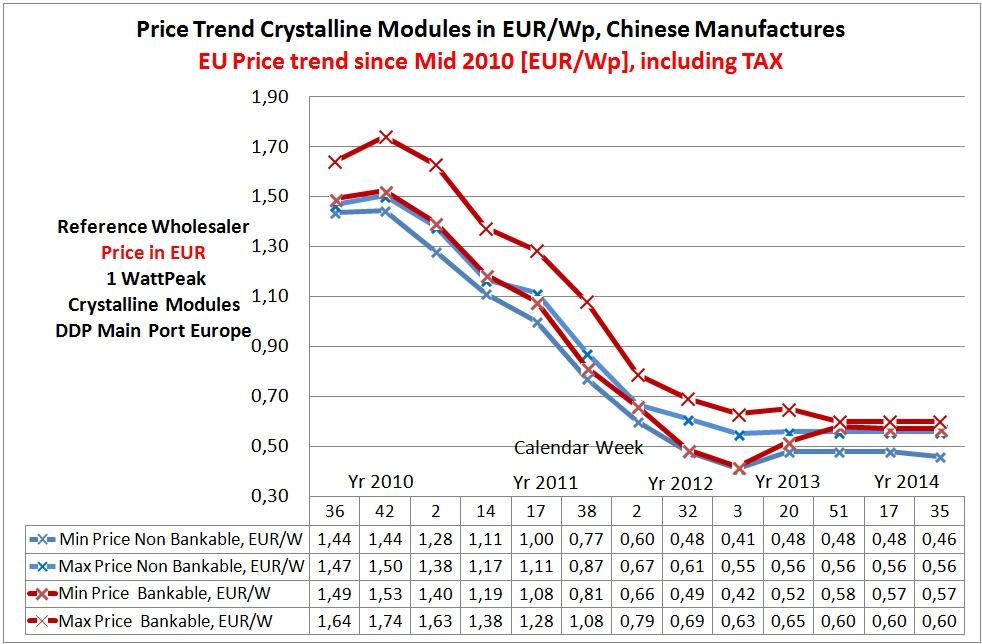 Price Trend Crystalline Modules in EUR/Wp, Chinese Manufactures
EU Price trend since Mid 2010 [EUR/Wp], including TAX
1,90
1,70
1,50
1,30
1,10
0,90
0,70
0,50
0,30
Reference Wholesaler
Price in EUR
1 WattPeak
Crystalline Modules
DDP Main Port Europe
Calendar Week
Yr 2010 Yr 2011 Yr 2012 Yr 2013 Yr 2014
36 42 2 14 17 38 2 32 3 20 51 17 35
Min Price Non Bankable, EUR/W 1,44 1,44 1,28 1,11 1,00 0,77 0,60 0,48 0,41 0,48 0,48 0,48 0,46
Max Price Non Bankable, EUR/W 1,47 1,50 1,38 1,17 1,11 0,87 0,67 0,61 0,55 0,56 0,56 0,56 0,56
Min Price Bankable, EUR/W 1,49 1,53 1,40 1,19 1,08 0,81 0,66 0,49 0,42 0,52 0,58 0,57 0,57
Max Price Bankable, EUR/W 1,64 1,74 1,63 1,38 1,28 1,08 0,79 0,69 0,63 0,65 0,60 0,60 0,60